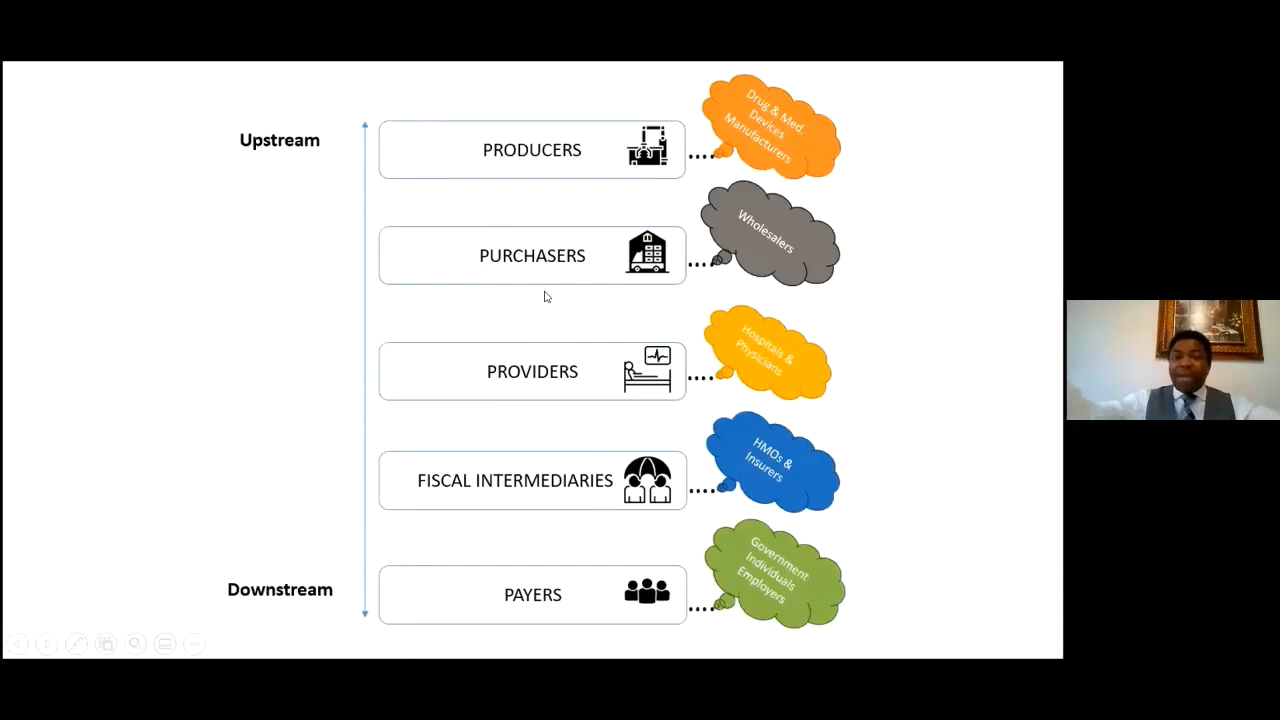 Upstream
PRODUCERS
Drug & Med.
Devices
Manufacturers
PURCHASERS
Wholesalers
PROVIDERS
Hospitals &
Physicians
FISCAL INTERMEDIARIES
HMOs &
Insurers
Downstream
PAYERS
Government
Individuals
Employers